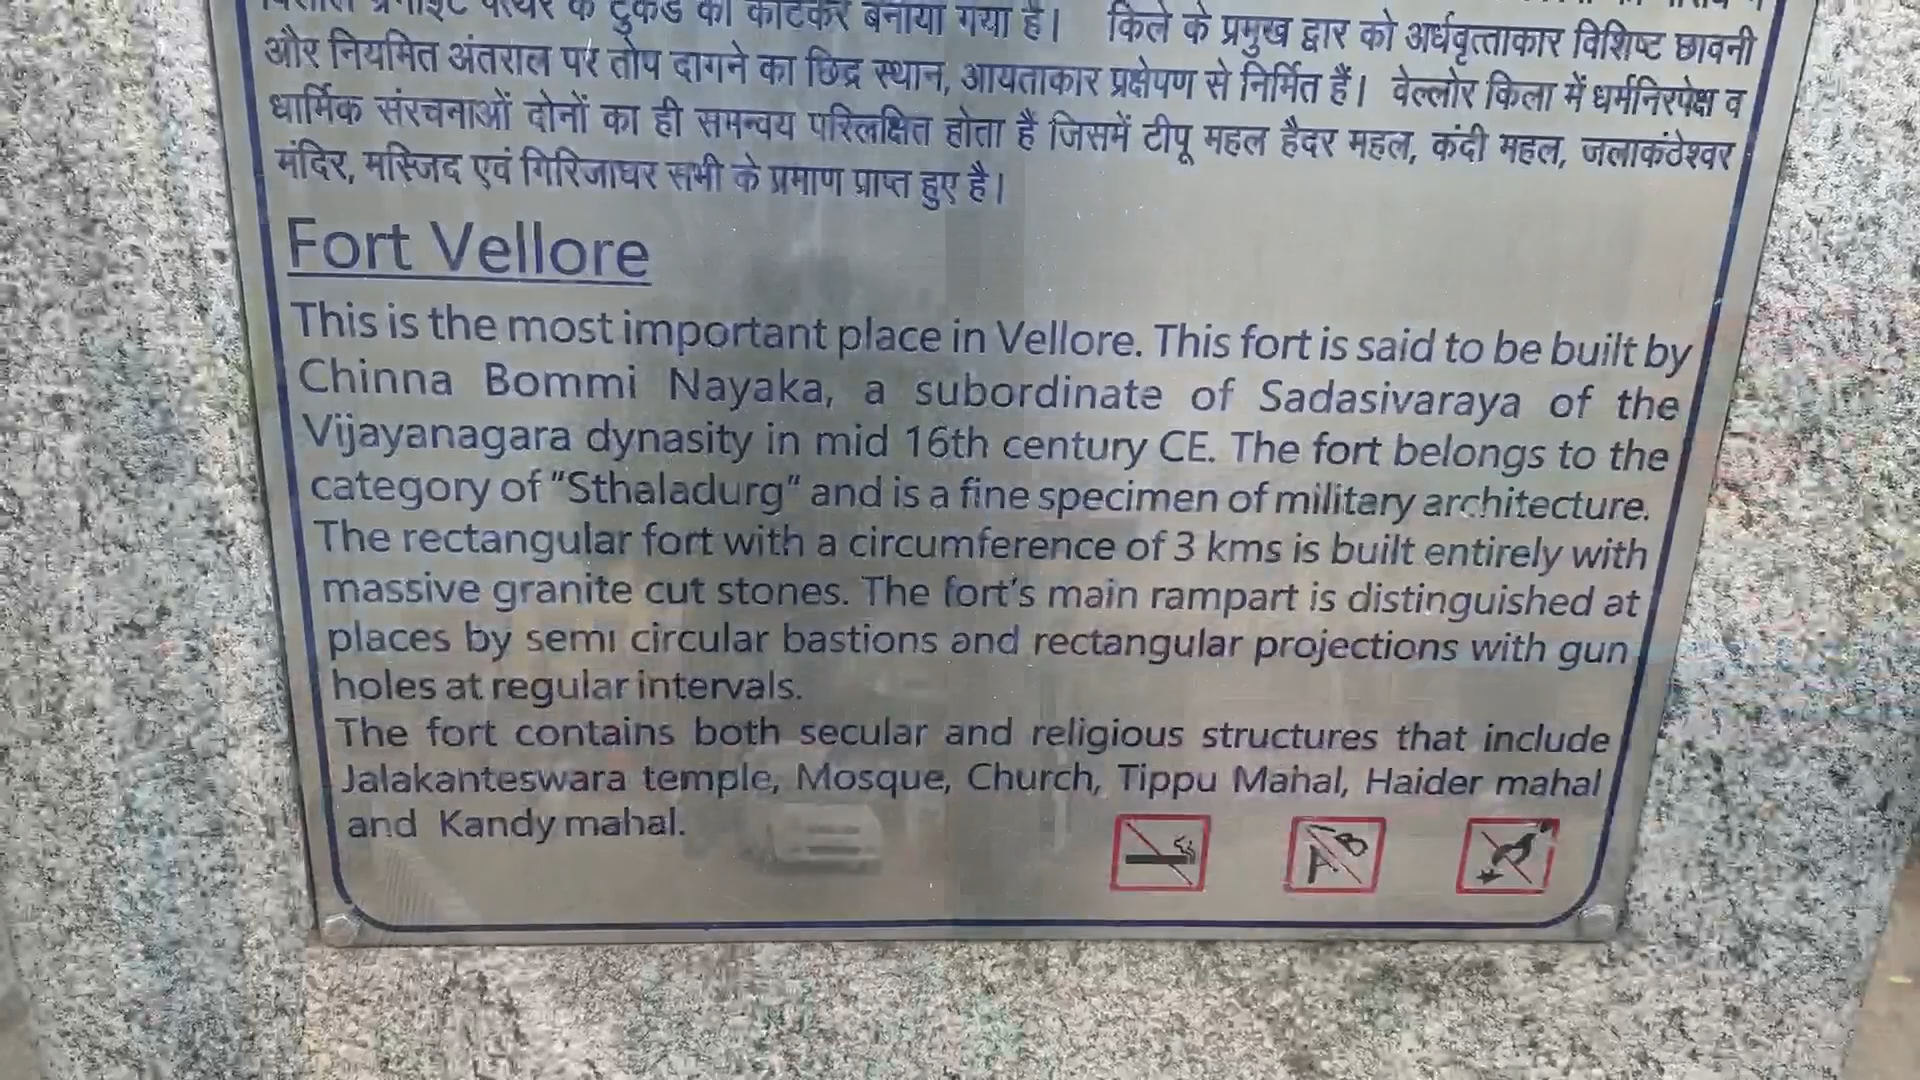 ग्रेनाइट पत्थर के टुकड़े को काटकर बनाया गया है। किले के प्रमुख द्वार को अर्धवृत्ताकार विशिष्ट छावनी
और नियमित अंतराल पर तोप दागने का छिद्र स्थान, आयताकार प्रक्षेपण से निर्मित हैं। वेल्लोर किला में धर्मनिरपेक्ष व
धार्मिक संरचनाओं दोनों का ही समन्वय परिलक्षित होता है जिसमें टीपू महल हैदर महल, कंदी महल, जलाकंठेश्वर
मंदिर, मस्जिद एवं गिरिजाघर सभी के प्रमाण प्राप्त हुए है।
Fort Vellore
This is the most important place in Vellore. This fort is said to be built by
Chinna Bommi Nayaka, a subordinate of Sadasivaraya of the
Vijayanagara dynasity in mid 16th century CE. The fort belongs to the
category of "Sthaladurg" and is a fine specimen of military architecture.
The rectangular fort with a circumference of 3 kms is built entirely with
massive granite cut stones. The fort's main rampart is distinguished at
places by semi circular bastions and rectangular projections with gun
holes at regular intervals.
The fort contains both secular and religious structures that include
Jalakanteswara temple, Mosque, Church, Tippu Mahal, Haider mahal
and Kandy mahal.